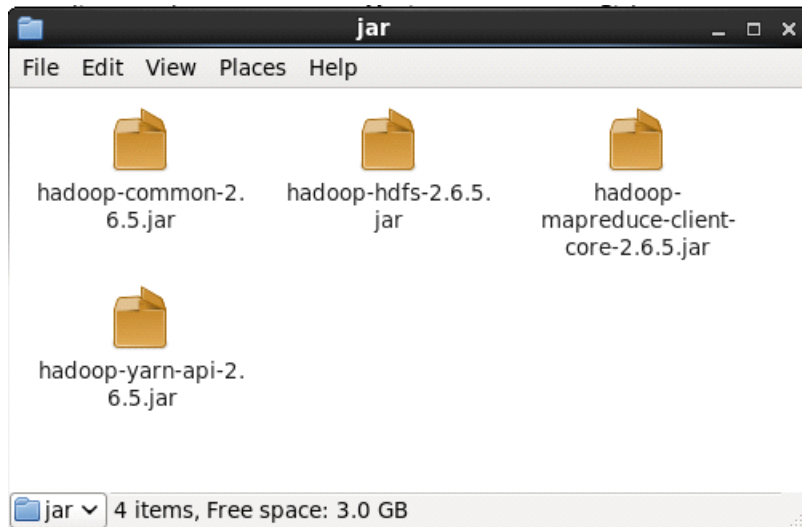 jar
File Edit View Places Help
hadoop-common-2.
6.5.jar
hadoop-hdfs-2.6.5.
jar
hadoop-
mapreduce-client-
core-2.6.5.jar
hadoop-yarn-api-2.
6.5.jar
jar 4 items, Free space: 3.0 GB